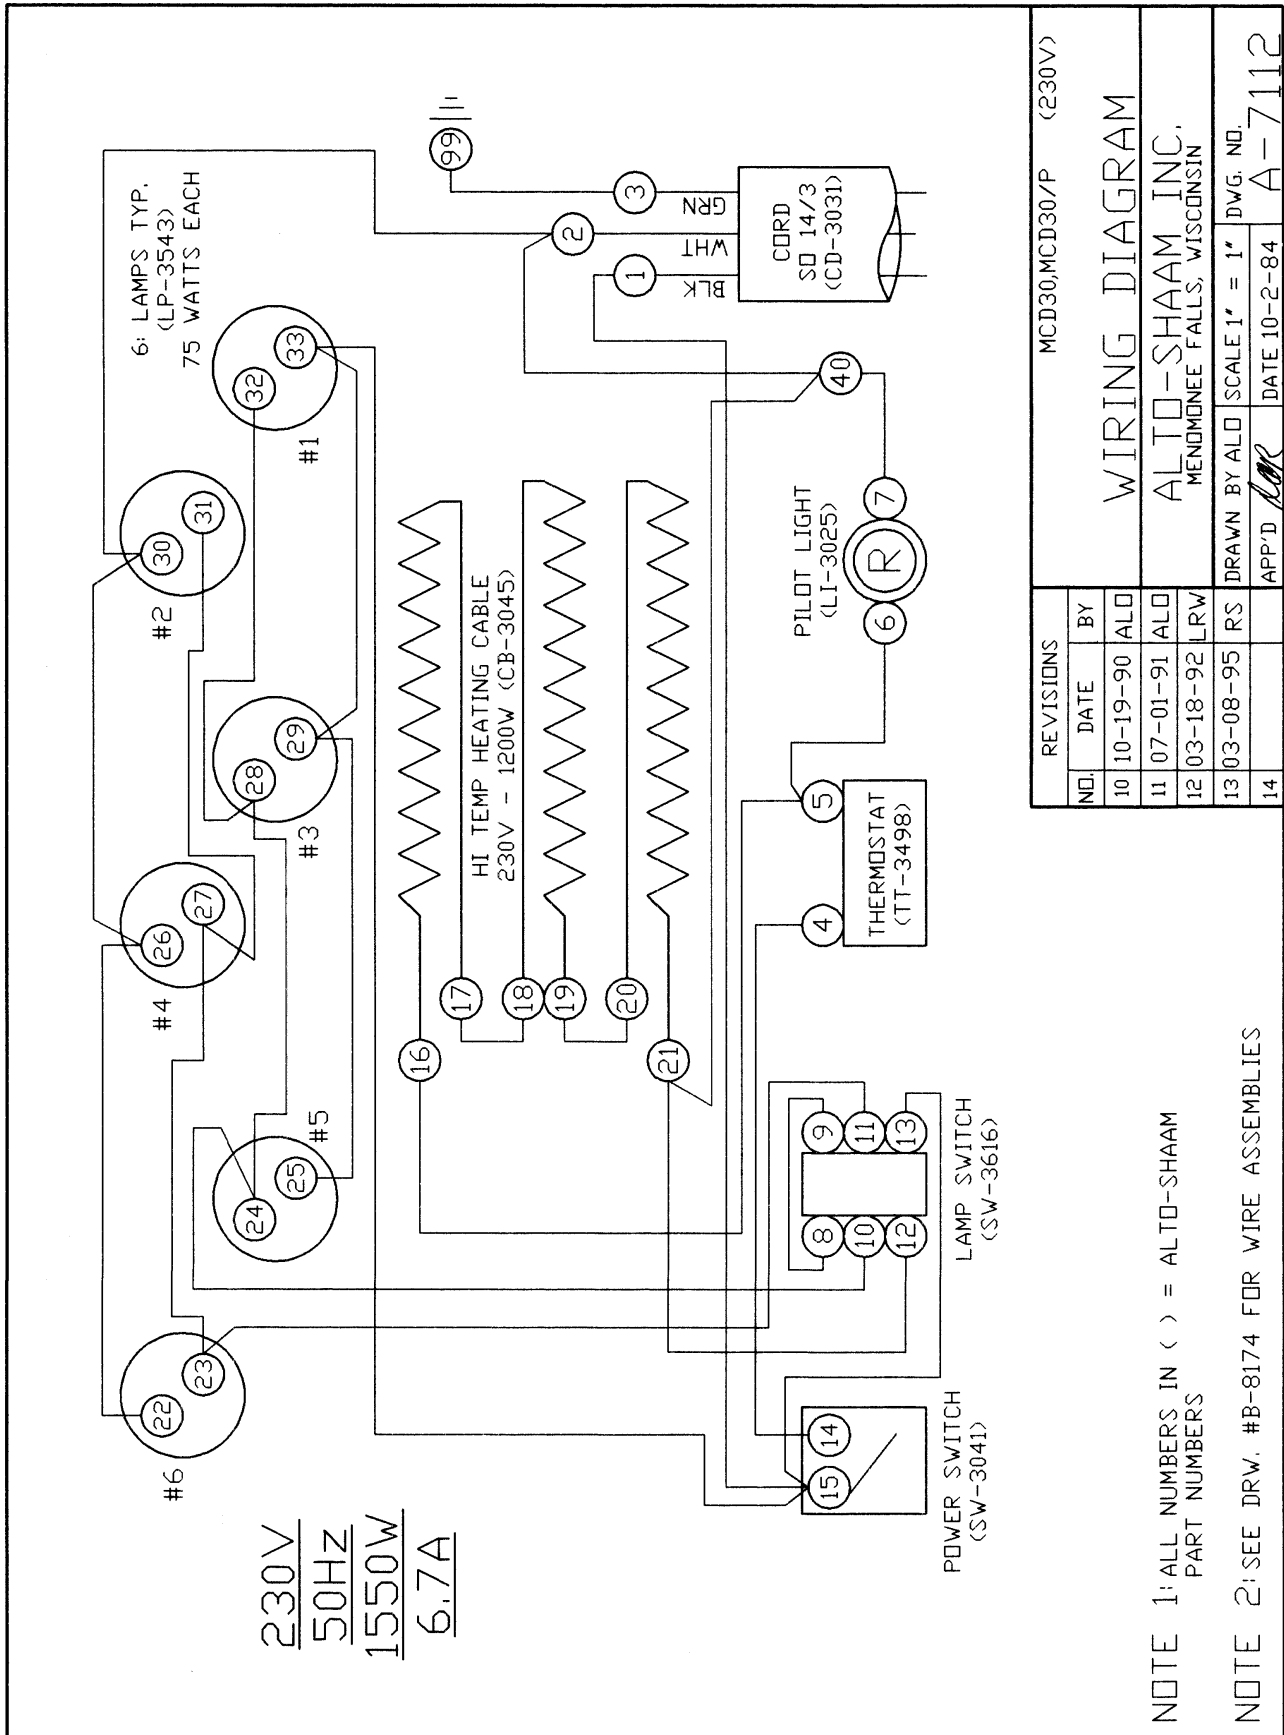 6: LAMPS TYP.
(LP-3543)
75 WATTS EACH
230V
50Hz
1550W
6.7A
#6
22
23
#4
26
27
#2
30
31
#5
24
25
#3
28
29
#1
32
33
99
HI TEMP HEATING CABLE
230V - 1200W (CB-3045)
16
17
18
19
20
21
3
2
1
GRN
WHT
BLK
CORD
SO 14/3
(CD-3031)
40
PILOT LIGHT
(LI-3025)
6
R
7
4
5
THERMOSTAT
(TT-3498)
9
11
13
8
10
12
LAMP SWITCH
(SW-3616)
15
14
POWER SWITCH
(SW-3041)
NOTE 1: ALL NUMBERS IN ( ) = ALTO-SHAAM
PART NUMBERS
NOTE 2: SEE DRW. #B-8174 FOR WIRE ASSEMBLIES
REVISIONS
NO. DATE BY
10 10-19-90 ALO
11 07-01-91 ALO
12 03-18-92 LRW
13 03-08-95 RS
14
MCD30,MCD30/P (230V)
WIRING DIAGRAM
ALTO-SHAAM INC.
MENOMONEE FALLS, WISCONSIN
DRAWN BY ALO SCALE 1" = 1" DWG. NO.
APP'D DATE 10-2-84 A-7112